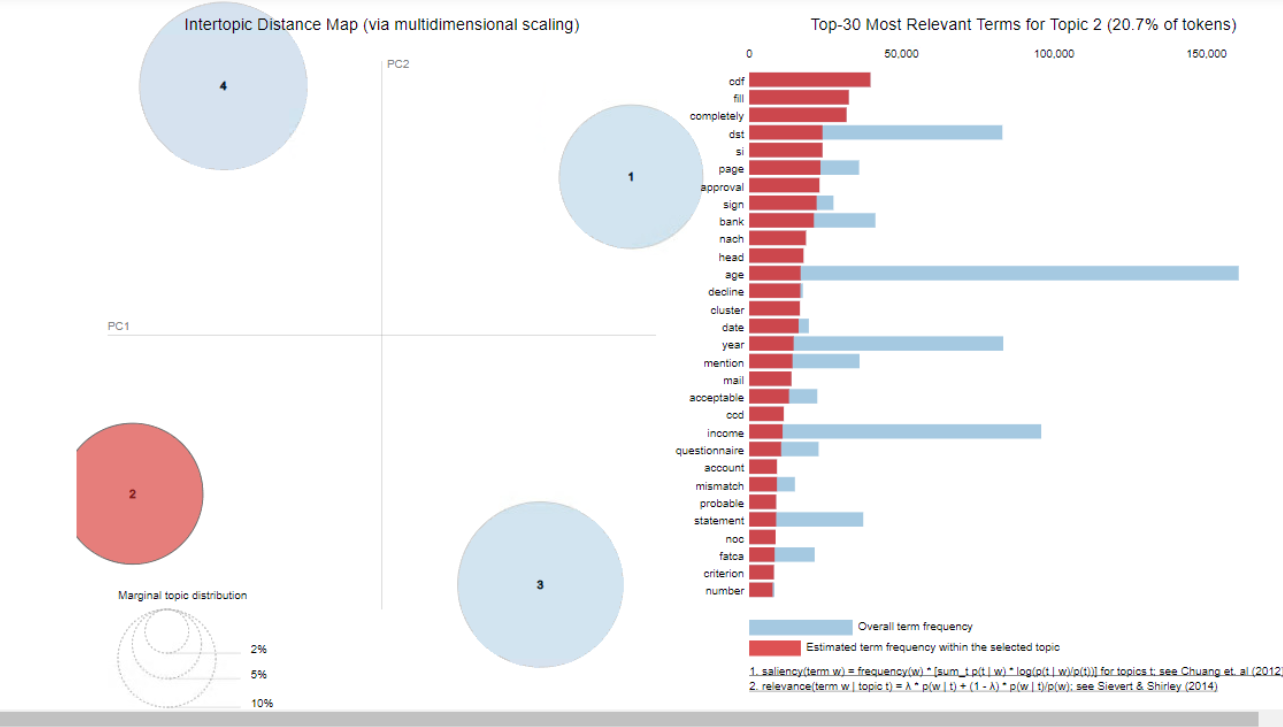 Intertopic Distance Map (via multidimensional scaling)
PC2
PC1
4
1
2
3
Marginal topic distribution
2%
5%
10%
Top-30 Most Relevant Terms for Topic 2 (20.7% of tokens)
0 50,000 100,000 150,000
cdf
fill
completely
dst
si
page
approval
sign
bank
nach
head
age
decline
cluster
date
year
mention
mail
acceptable
ccd
income
questionnaire
account
mismatch
probable
statement
noc
fatca
criterion
number
Overall term frequency
Estimated term frequency within the selected topic
1. saliency(term w) = frequency(w) * [sum_t p(t | w) * log(p(t | w)/p(t))] for topics t; see Chuang et. al (2012
2. relevance(term w | topic t) = λ * p(w | t) + (1 - λ) * p(w | t)/p(w); see Sievert & Shirley (2014)